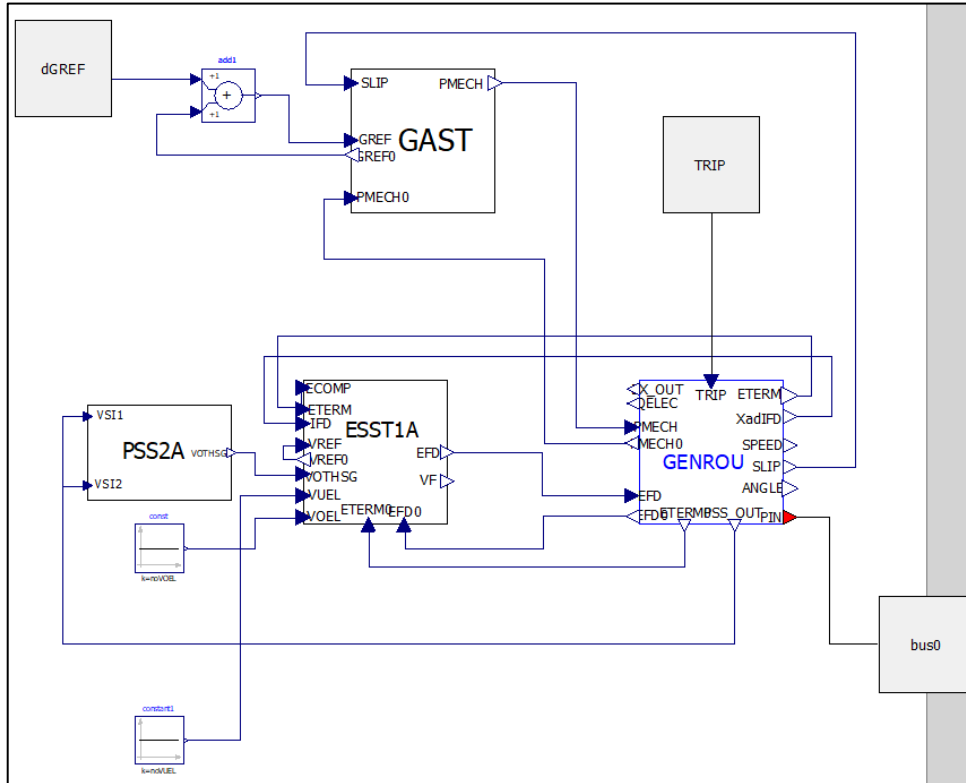 dGREF
add1
+1
+
+1
SLIP
PMECH
GAST
GREF
GREF0
PMECH0
TRIP
ECOMP
ETERM
IFD
VREF
VREF0
VOTHSG
VUEL
VOEL
ESST1A
EFD
VF
ETERM0
EFD0
VSI1
VSI2
PSS2A
VOTHSG
const
k=noVOEL
constant1
k=noVUEL
TRIP
QELEC
PMECH
PMECH0
GENROU
EFD
EFD0
ETERM0
PSS_OUT
ETERM
XadIFD
SPEED
SLIP
ANGLE
PIN
bus0